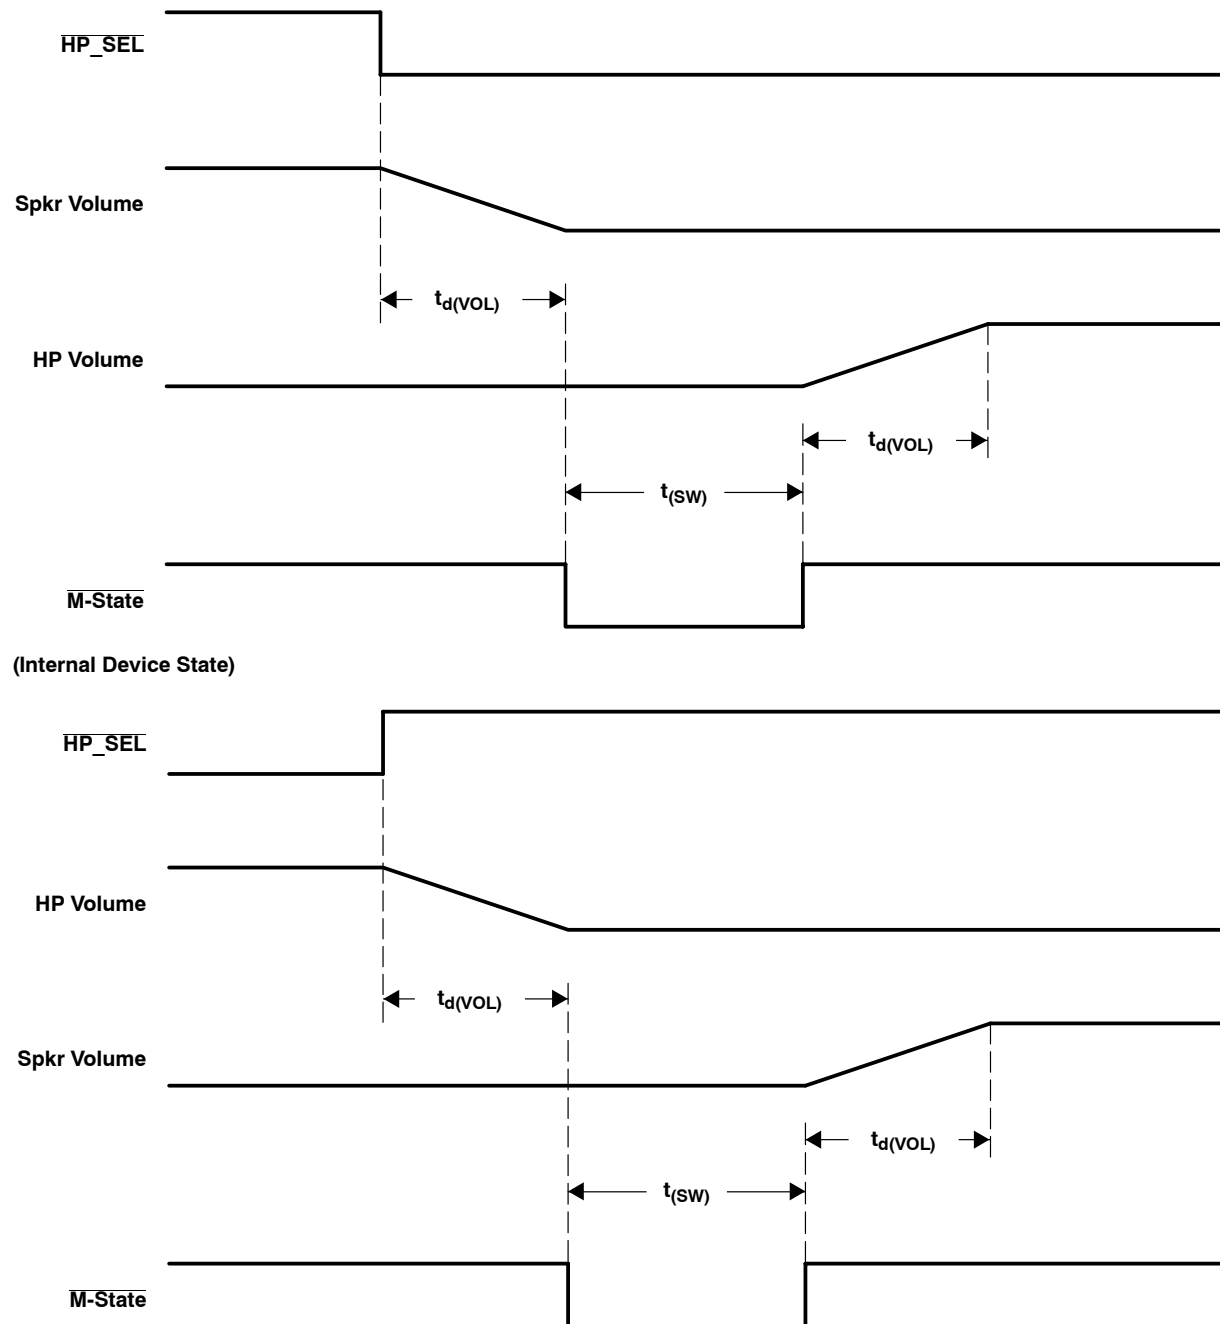 HP_SEL
Spkr Volume
td(VOL)
HP Volume
td(VOL)
t(SW)
M-State
(Internal Device State)
HP_SEL
HP Volume
td(VOL)
Spkr Volume
td(VOL)
t(SW)
M-State